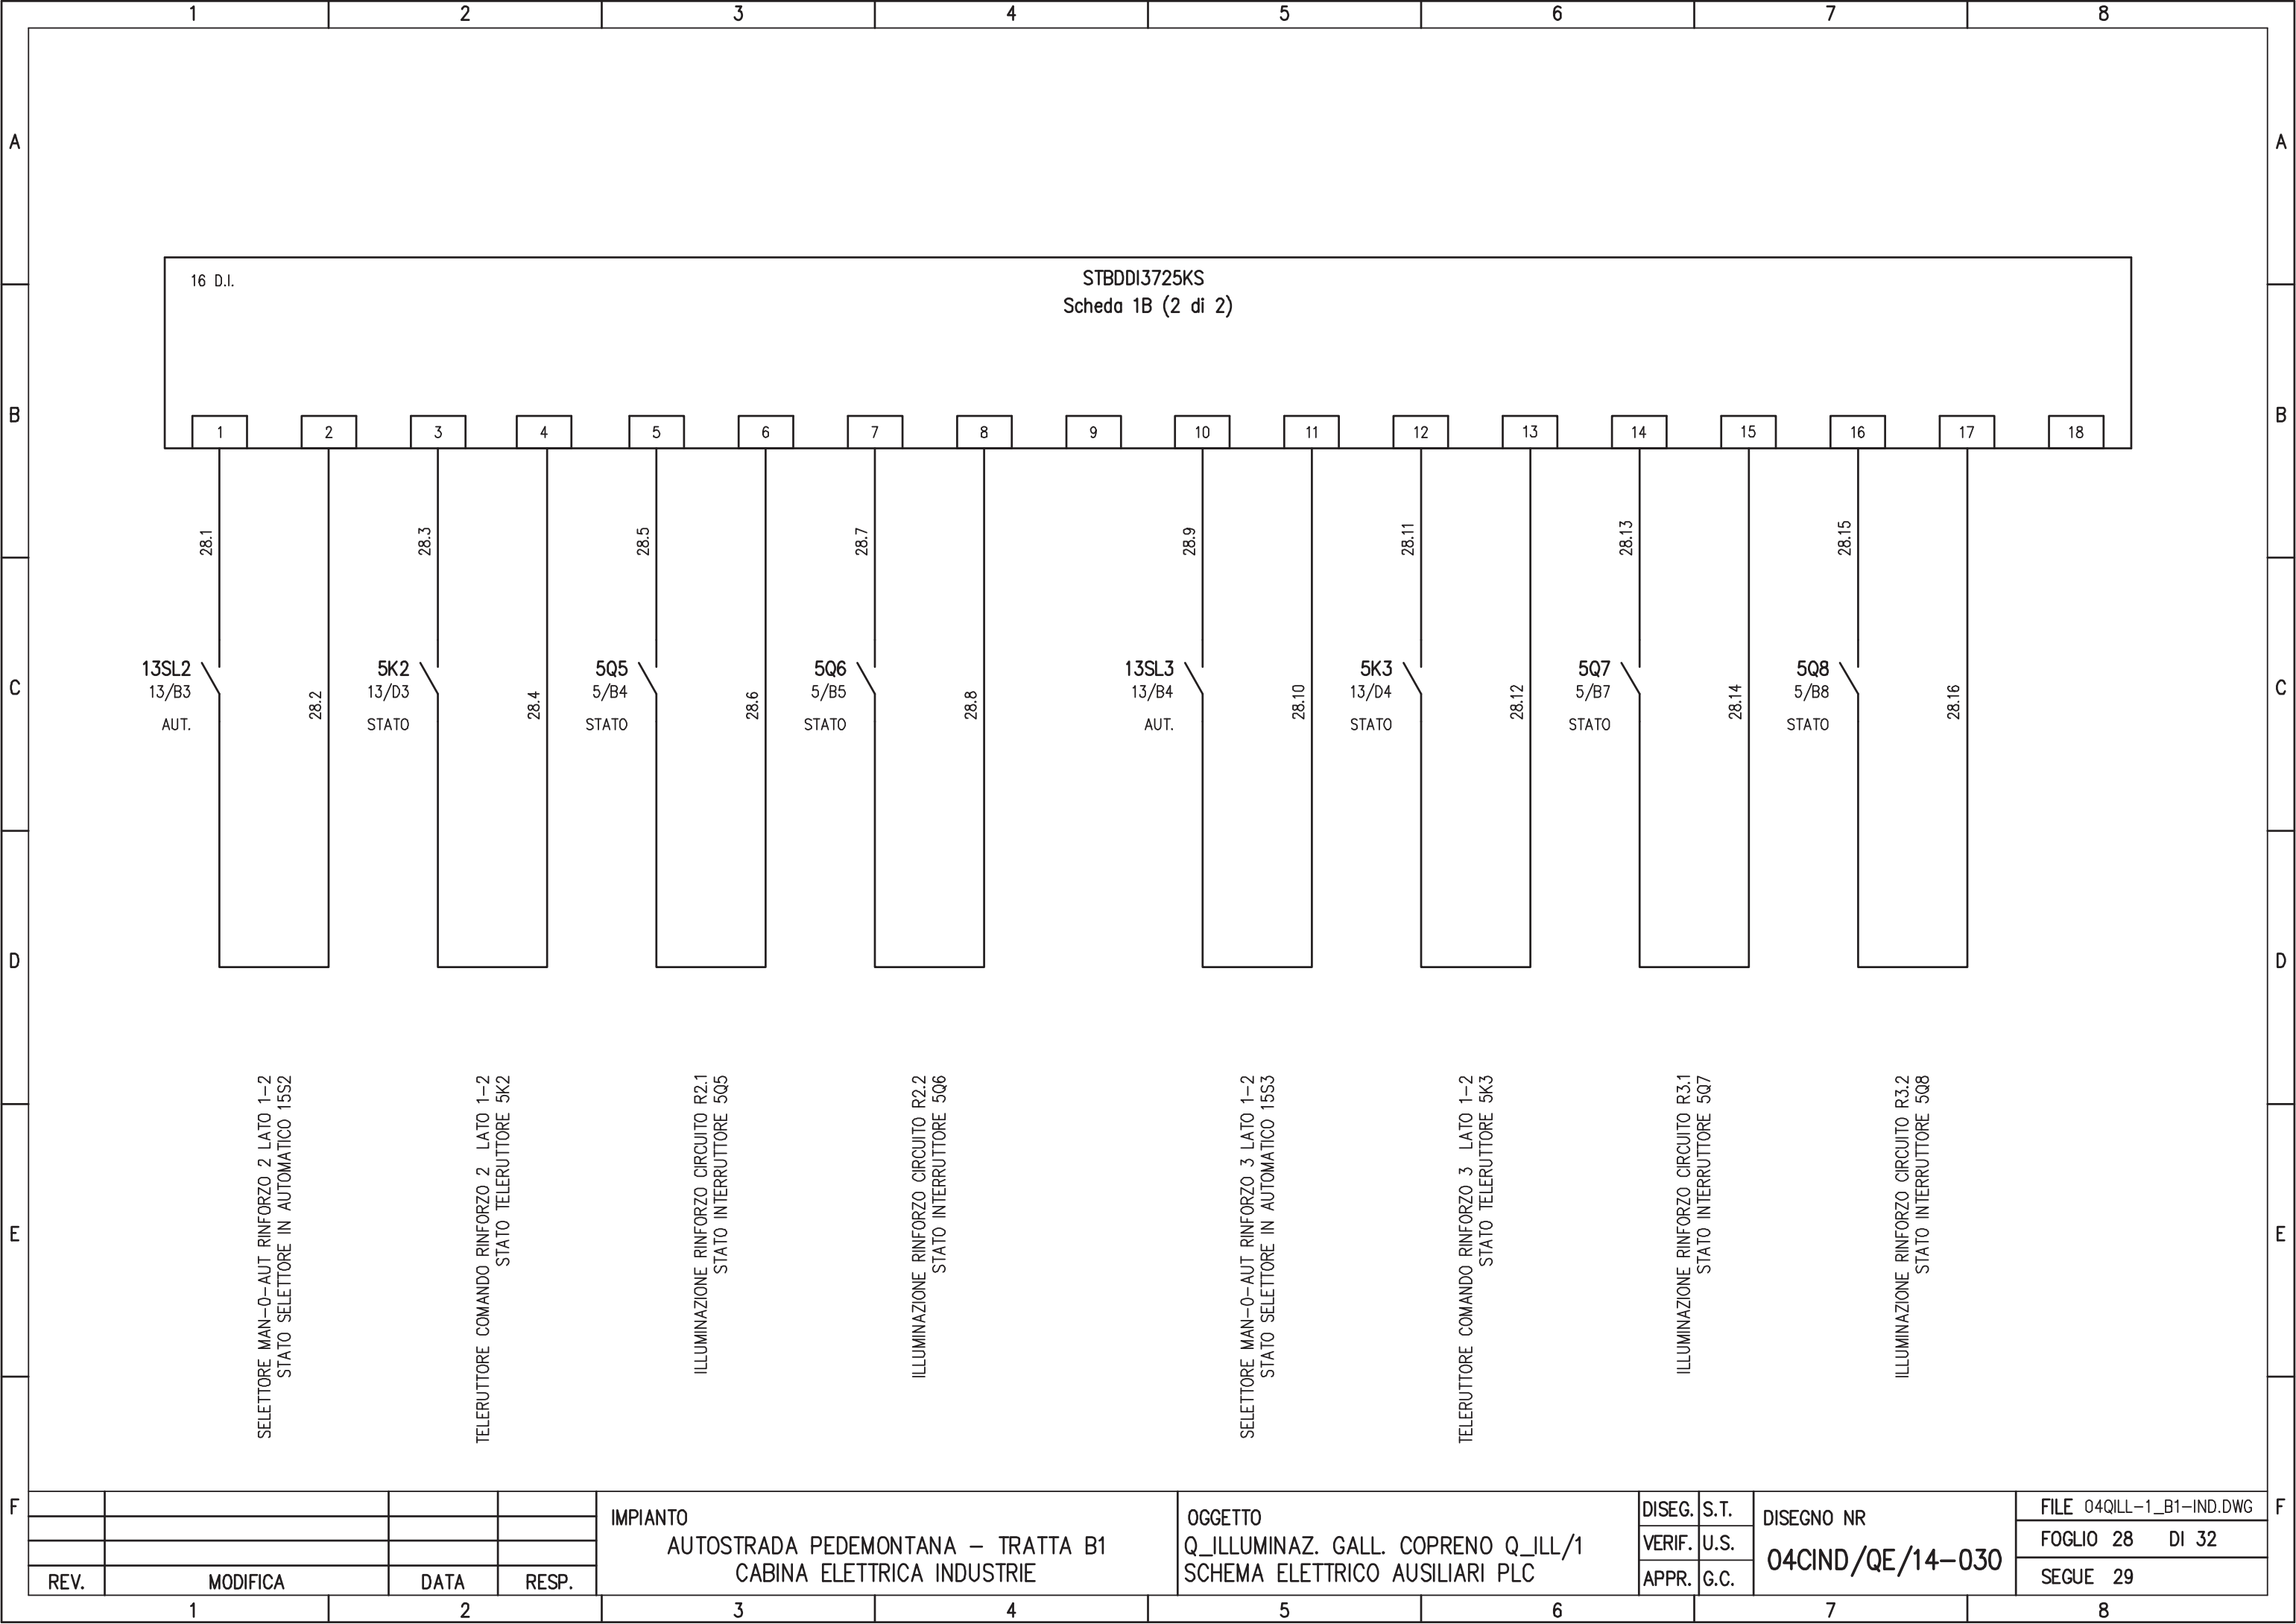 1 2 3 4 5 6 7 8
A A
16 D.I.
STBDDI3725KS
Scheda 1B (2 di 2)
B B
1 2 3 4 5 6 7 8 9 10 11 12 13 14 15 16 17 18
28.1 28.3 28.5 28.7 28.9 28.11 28.13 28.15
C C
13SL2 5K2 5Q5 5Q6 13SL3 5K3 5Q7 5Q8
13/B3 13/D3 5/B4 5/B5 13/B4 13/D4 5/B7 5/B8
AUT. STATO STATO STATO AUT. STATO STATO STATO
28.2 28.4 28.6 28.8 28.10 28.12 28.14 28.16
D D
SELETTORE MAN-0-AUT RINFORZO 2 LATO 1-2
STATO SELETTORE IN AUTOMATICO 15S2
TELERUTTORE COMANDO RINFORZO 2 LATO 1-2
STATO TELERUTTORE 5K2
ILLUMINAZIONE RINFORZO CIRCUITO R2.1
STATO INTERRUTTORE 5Q5
ILLUMINAZIONE RINFORZO CIRCUITO R2.2
STATO INTERRUTTORE 5Q6
SELETTORE MAN-0-AUT RINFORZO 3 LATO 1-2
STATO SELETTORE IN AUTOMATICO 15S3
TELERUTTORE COMANDO RINFORZO 3 LATO 1-2
STATO TELERUTTORE 5K3
ILLUMINAZIONE RINFORZO CIRCUITO R3.1
STATO INTERRUTTORE 5Q7
ILLUMINAZIONE RINFORZO CIRCUITO R3.2
STATO INTERRUTTORE 5Q8
E E
F F
REV. MODIFICA DATA RESP.
IMPIANTO
AUTOSTRADA PEDEMONTANA - TRATTA B1
CABINA ELETTRICA INDUSTRIE
OGGETTO
Q_ILLUMINAZ. GALL. COPRENO Q_ILL/1
SCHEMA ELETTRICO AUSILIARI PLC
DISEG. S.T.
VERIF. U.S.
APPR. G.C.
DISEGNO NR
04CIND/QE/14-030
FILE 04QILL-1_B1-IND.DWG
FOGLIO 28 DI 32
SEGUE 29
1 2 3 4 5 6 7 8